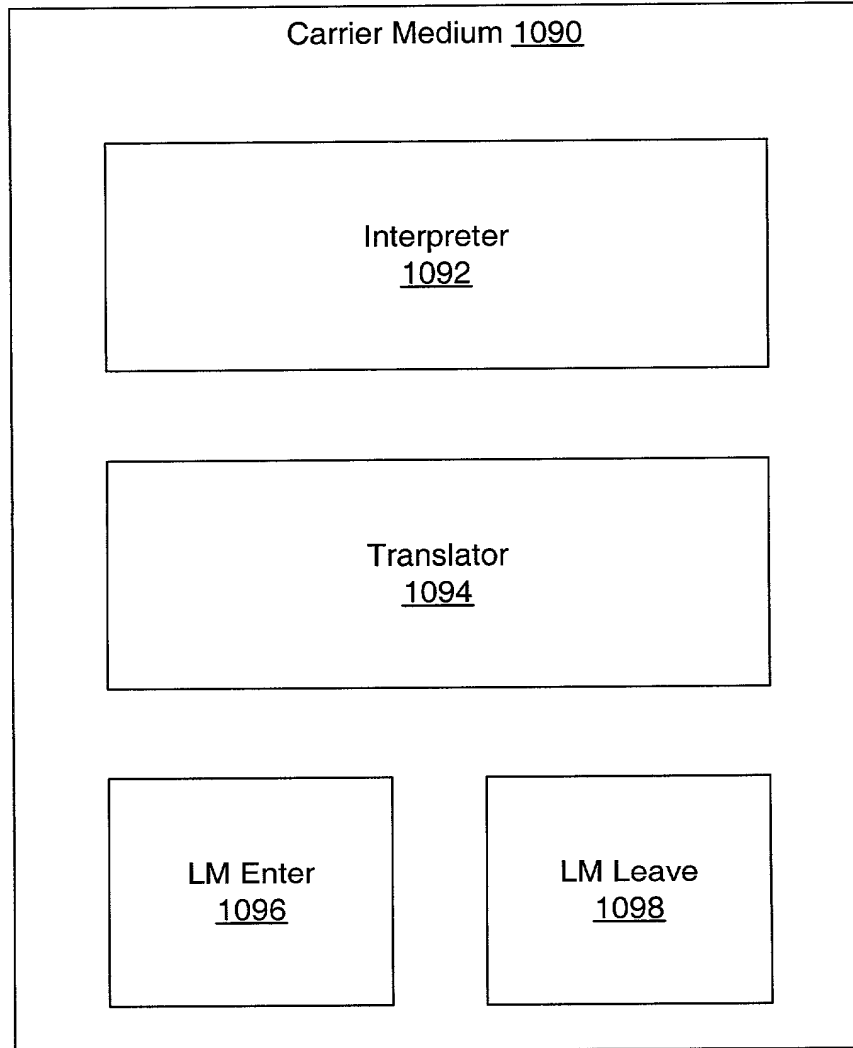 Carrier Medium 1090
Interpreter
1092
Translator
1094
LM Enter
1096
LM Leave
1098